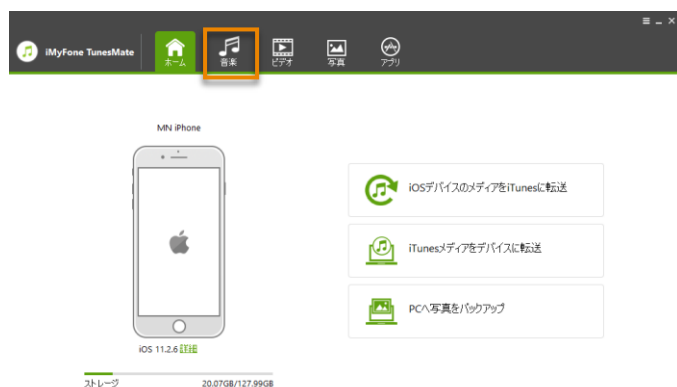 iMyFone TunesMate
ホーム
音楽
ビデオ
写真
アプリ
MN iPhone
iOSデバイスのメディアをiTunesに転送
iTunesメディアをデバイスに転送
PCへ写真をバックアップ
iOS 11.2.6 詳細
ストレージ 20.07GB/127.99GB